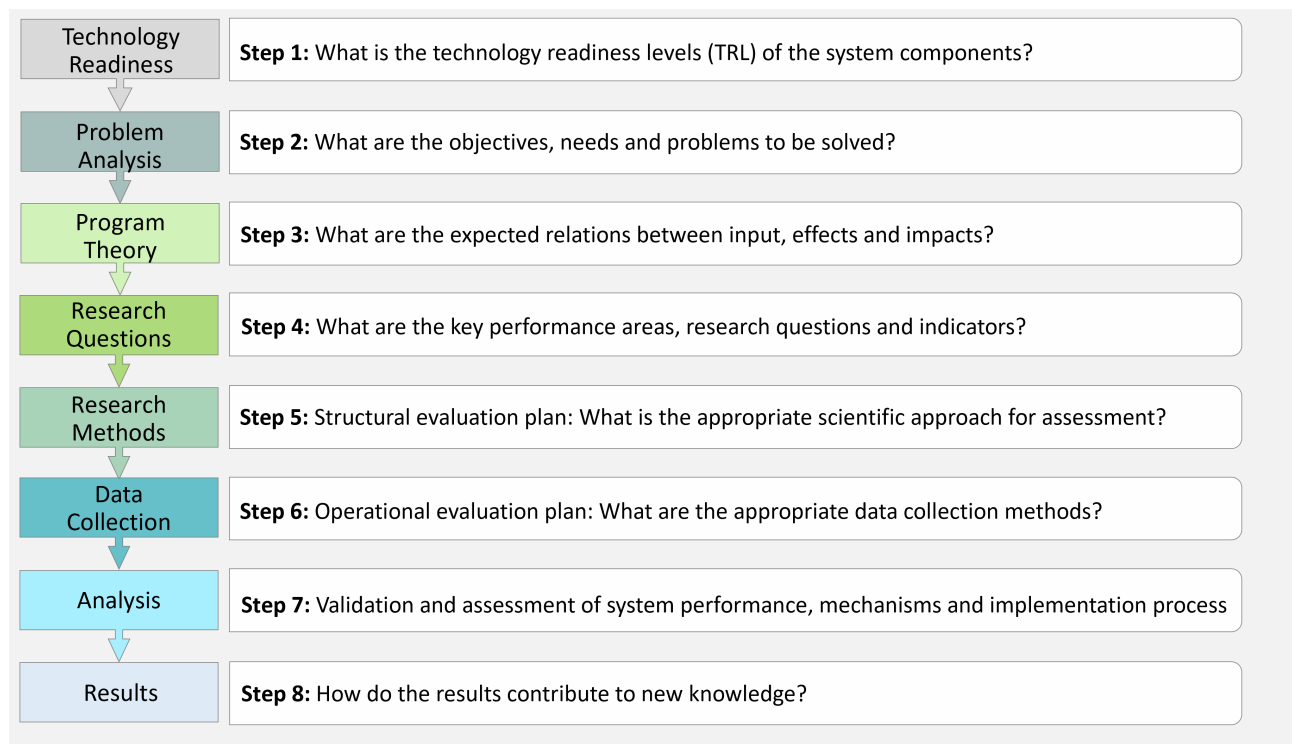 Technology
Readiness
Step 1: What is the technology readiness levels (TRL) of the system components?
Problem
Analysis
Step 2: What are the objectives, needs and problems to be solved?
Program
Theory
Step 3: What are the expected relations between input, effects and impacts?
Research
Questions
Step 4: What are the key performance areas, research questions and indicators?
Research
Methods
Step 5: Structural evaluation plan: What is the appropriate scientific approach for assessment?
Data
Collection
Step 6: Operational evaluation plan: What are the appropriate data collection methods?
Analysis
Step 7: Validation and assessment of system performance, mechanisms and implementation process
Results
Step 8: How do the results contribute to new knowledge?